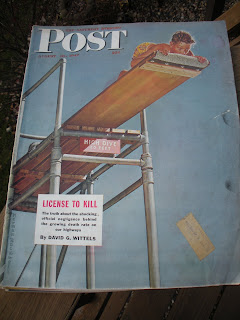 POST
HIGH DIVE
LICENSE TO KILL
The truth about the shocking,
official negligence behind
the growing death rate on
our highways
By DAVID G. WITTELS